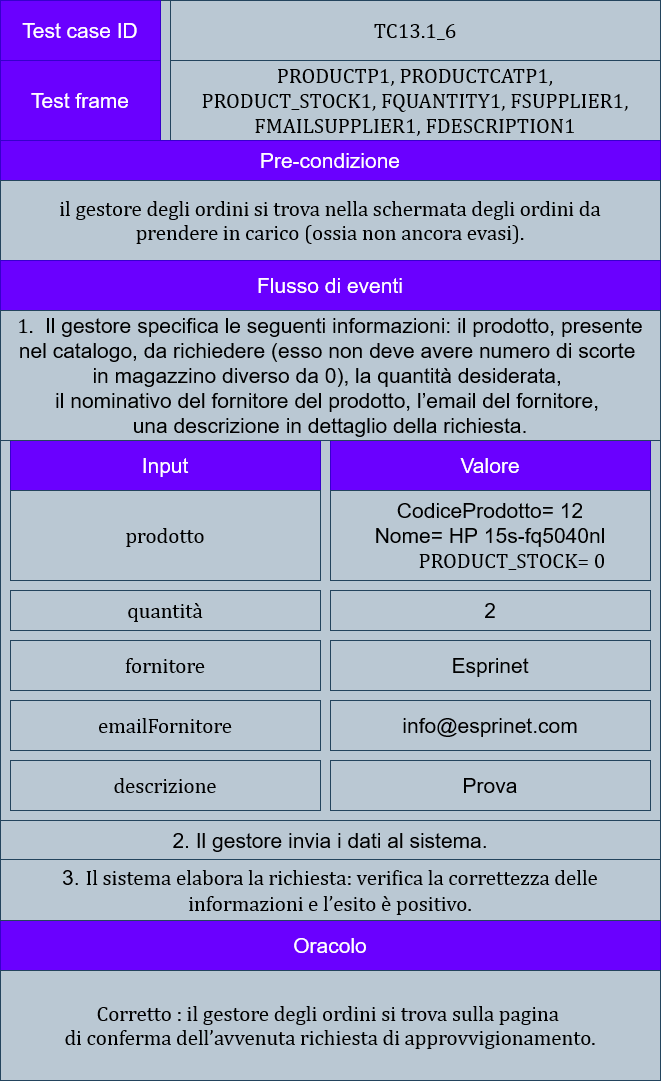 Test case ID
TC13.1_6
Test frame
PRODUCTP1, PRODUCTCATP1,
PRODUCT_STOCK1, FQUANTITY1, FSUPPLIER1,
FMAILSUPPLIER1, FDESCRIPTION1
Pre-condizione
il gestore degli ordini si trova nella schermata degli ordini da
prendere in carico (ossia non ancora evasi).
Flusso di eventi
1. Il gestore specifica le seguenti informazioni: il prodotto, presente
nel catalogo, da richiedere (esso non deve avere numero di scorte
in magazzino diverso da 0), la quantità desiderata,
il nominativo del fornitore del prodotto, l’email del fornitore,
una descrizione in dettaglio della richiesta.
Input
Valore
prodotto
CodiceProdotto= 12
Nome= HP 15s-fq5040nl
PRODUCT_STOCK= 0
quantità
2
fornitore
Esprinet
emailFornitore
info@esprinet.com
descrizione
Prova
2. Il gestore invia i dati al sistema.
3. Il sistema elabora la richiesta: verifica la correttezza delle
informazioni e l’esito è positivo.
Oracolo
Corretto : il gestore degli ordini si trova sulla pagina
di conferma dell’avvenuta richiesta di approvvigionamento.